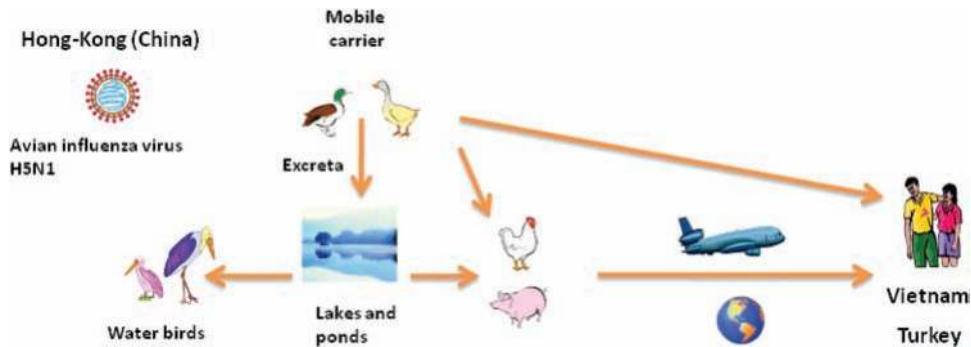 Hong-Kong (China)
Avian influenza virus
H5N1
Mobile
carrier
Excreta
Water birds
Lakes and
ponds
Vietnam
Turkey